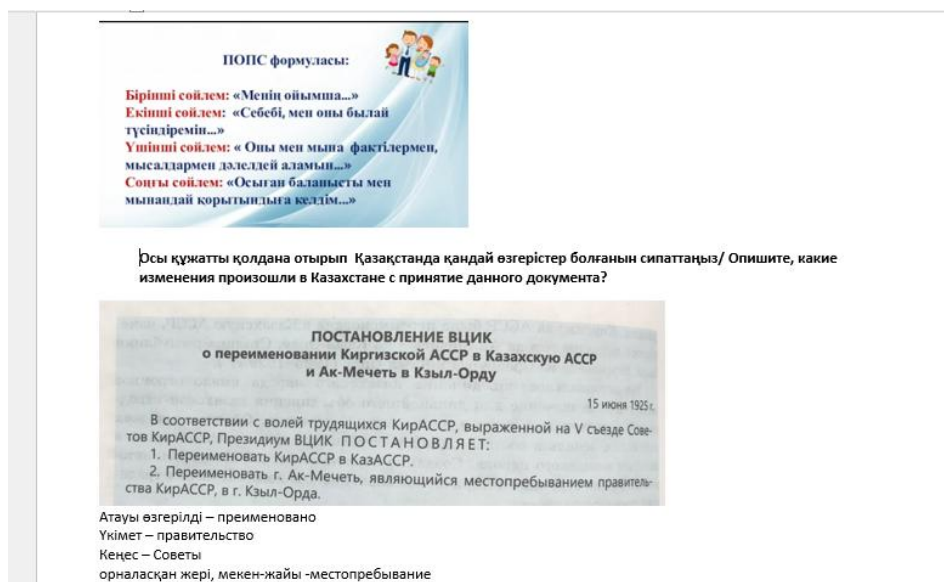 ПОПС формуласы:
Бірінші сөйлем: «Менің ойымша...»
Екінші сөйлем: «Себебі, мен оны былай
түсіндіремін...»
Үшінші сөйлем: « Оны мен мына фактілермен,
мысалдармен дәлелдей аламын...»
Соңғы сөйлем: «Осыған баланысты мен
мынандай қорытындыға келдім...»
Осы құжатты қолдана отырып Қазақстанда қандай өзгерістер болғанын сипаттаңыз/ Опишите, какие
изменения произошли в Казахстане с принятие данного документа?
ПОСТАНОВЛЕНИЕ ВЦИК
о переименовании Киргизской АССР в Казахскую АССР
и Ак-Мечеть в Кзыл-Орду
15 июня 1925 г.
В соответствии с волей трудящихся КирАССР, выраженной на V съезде Сове-
тов КирАССР, Президиум ВЦИК ПОСТАНОВЛЯЕТ:
1. Переименовать КирАССР в КазАССР.
2. Переименовать г. Ак-Мечеть, являющийся местопребыванием правитель-
ства КирАССР, в г. Кзыл-Орда.
Атауы өзгерілді – преименовано
Үкімет – правительство
Кеңес – Советы
орналасқан жері, мекен-жайы -местопребывание